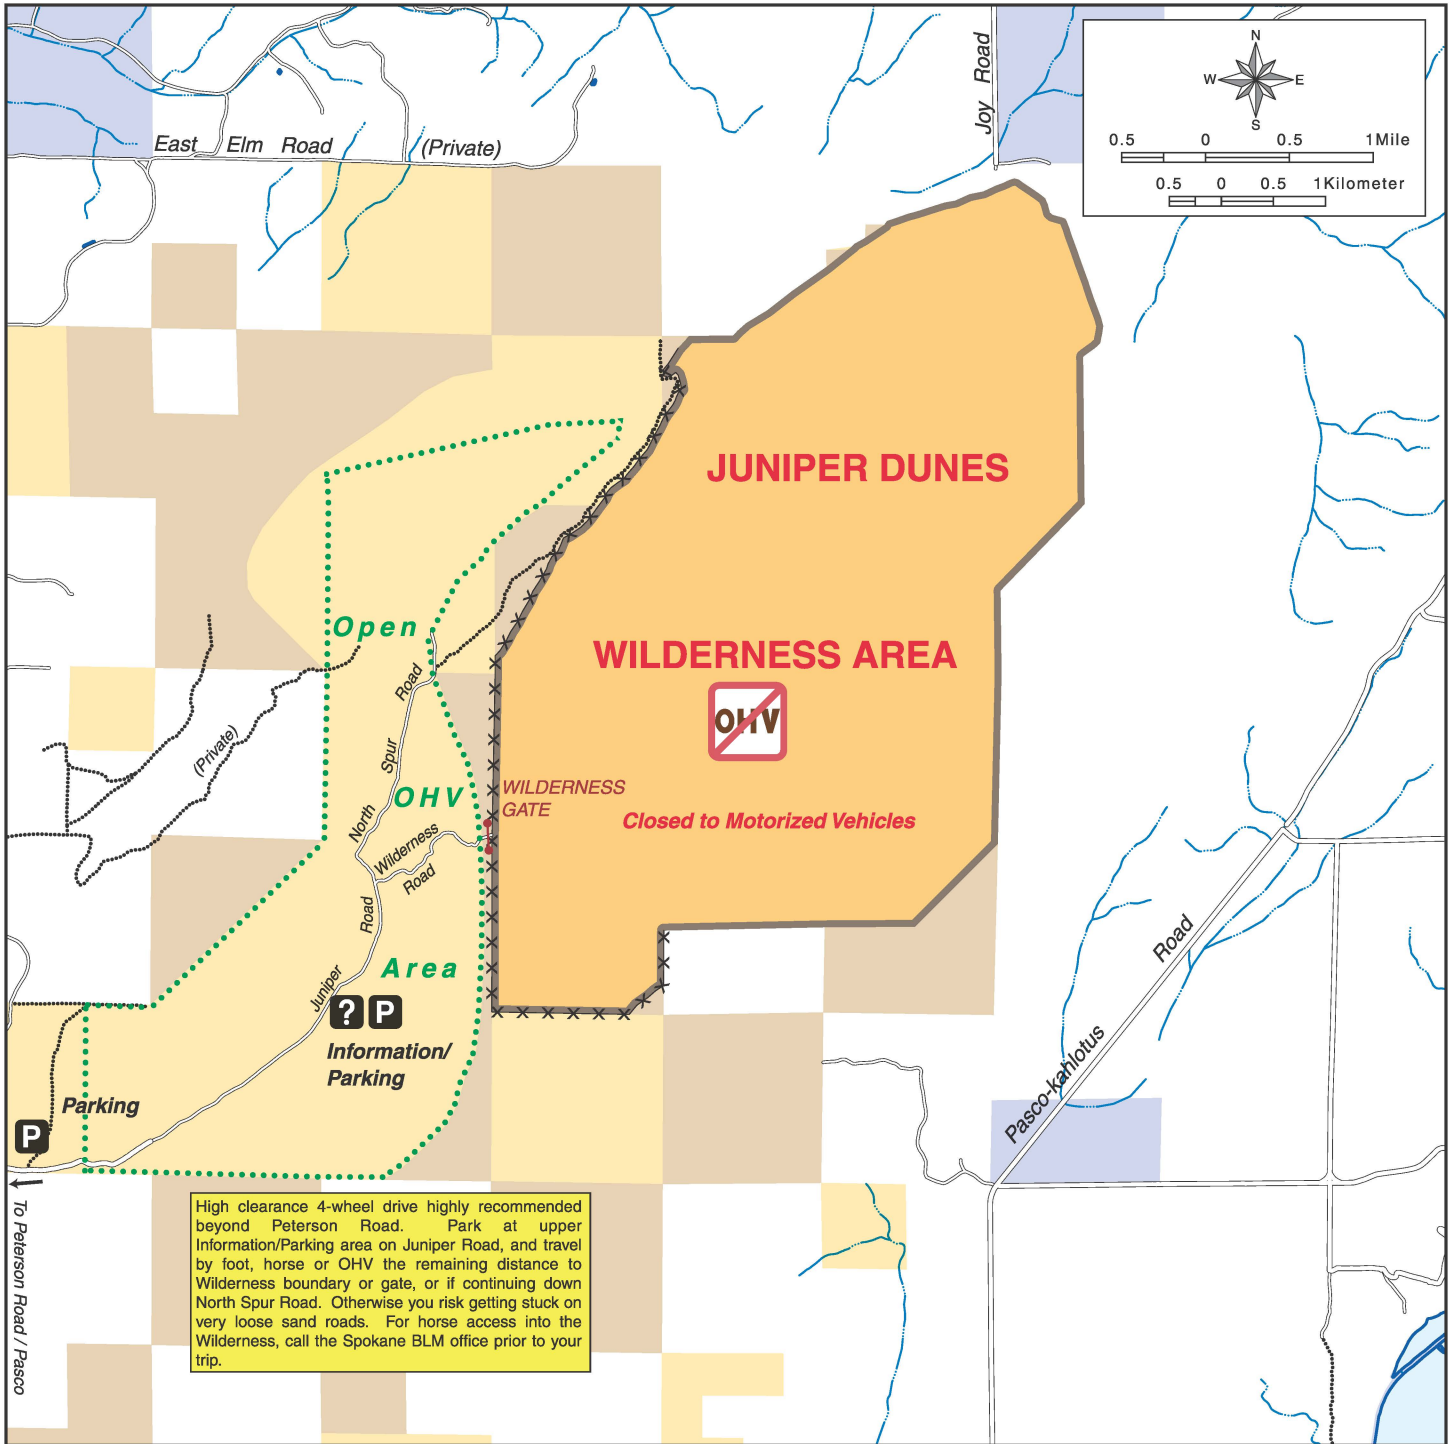 N
W E
S
0.5 0 0.5 1Mile
0.5 0 0.5 1Kilometer
Joy Road
East Elm Road (Private)
JUNIPER DUNES
WILDERNESS AREA
OHV
Closed to Motorized Vehicles
WILDERNESS
GATE
Open
OHV
Area
North Spur Road
Wilderness
Road
Juniper Road
(Private)
? P
Information/
Parking
Parking
P
Pasco-kahlotus Road
To Peterson Road / Pasco
High clearance 4-wheel drive highly recommended
beyond Peterson Road. Park at upper
Information/Parking area on Juniper Road, and travel
by foot, horse or OHV the remaining distance to
Wilderness boundary or gate, or if continuing down
North Spur Road. Otherwise you risk getting stuck on
very loose sand roads. For horse access into the
Wilderness, call the Spokane BLM office prior to your
trip.